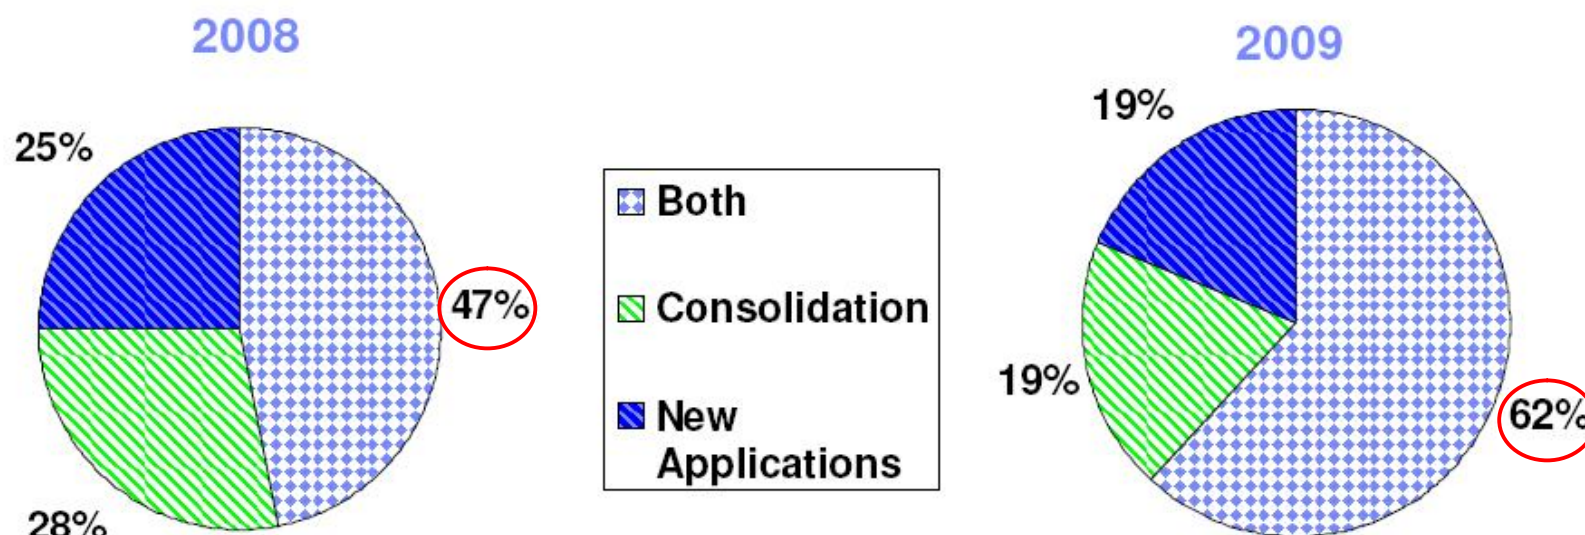 2008
2009
25%
47%
28%
Both
Consolidation
New
Applications
19%
19%
62%